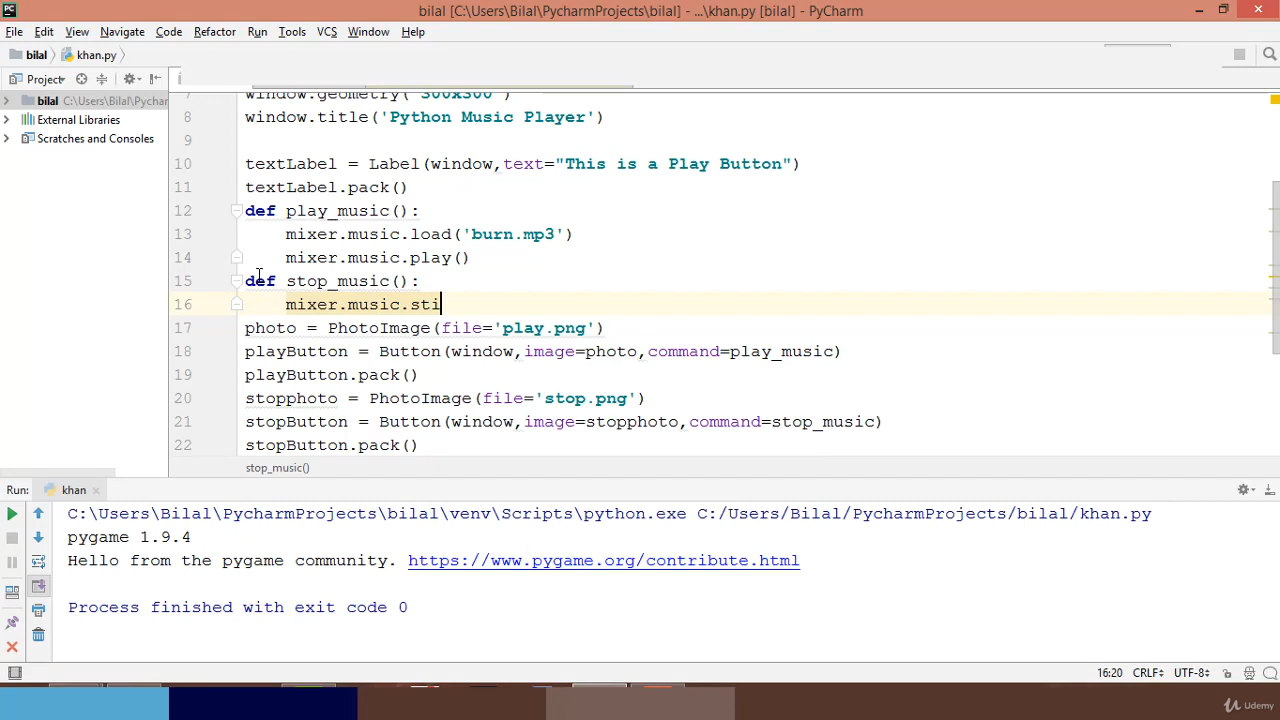 bilal [C:\Users\Bilal\PycharmProjects\bilal] - ...\khan.py [bilal] - PyCharm
File Edit View Navigate Code Refactor Run Tools VCS Window Help
bilal khan.py
Project
bilal C:\Users\Bilal\Pychar
External Libraries
Scratches and Consoles
7 window.geometry('300x300')
8 window.title('Python Music Player')
9
10 textLabel = Label(window,text="This is a Play Button")
11 textLabel.pack()
12 def play_music():
13 mixer.music.load('burn.mp3')
14 mixer.music.play()
15 def stop_music():
16 mixer.music.sti
17 photo = PhotoImage(file='play.png')
18 playButton = Button(window,image=photo,command=play_music)
19 playButton.pack()
20 stopphoto = PhotoImage(file='stop.png')
21 stopButton = Button(window,image=stopphoto,command=stop_music)
22 stopButton.pack()
stop_music()
Run: khan
C:\Users\Bilal\PycharmProjects\bilal\venv\Scripts\python.exe C:/Users/Bilal/PycharmProjects/bilal/khan.py
pygame 1.9.4
Hello from the pygame community. https://www.pygame.org/contribute.html
Process finished with exit code 0
16:20 CRLF UTF-8
Udemy